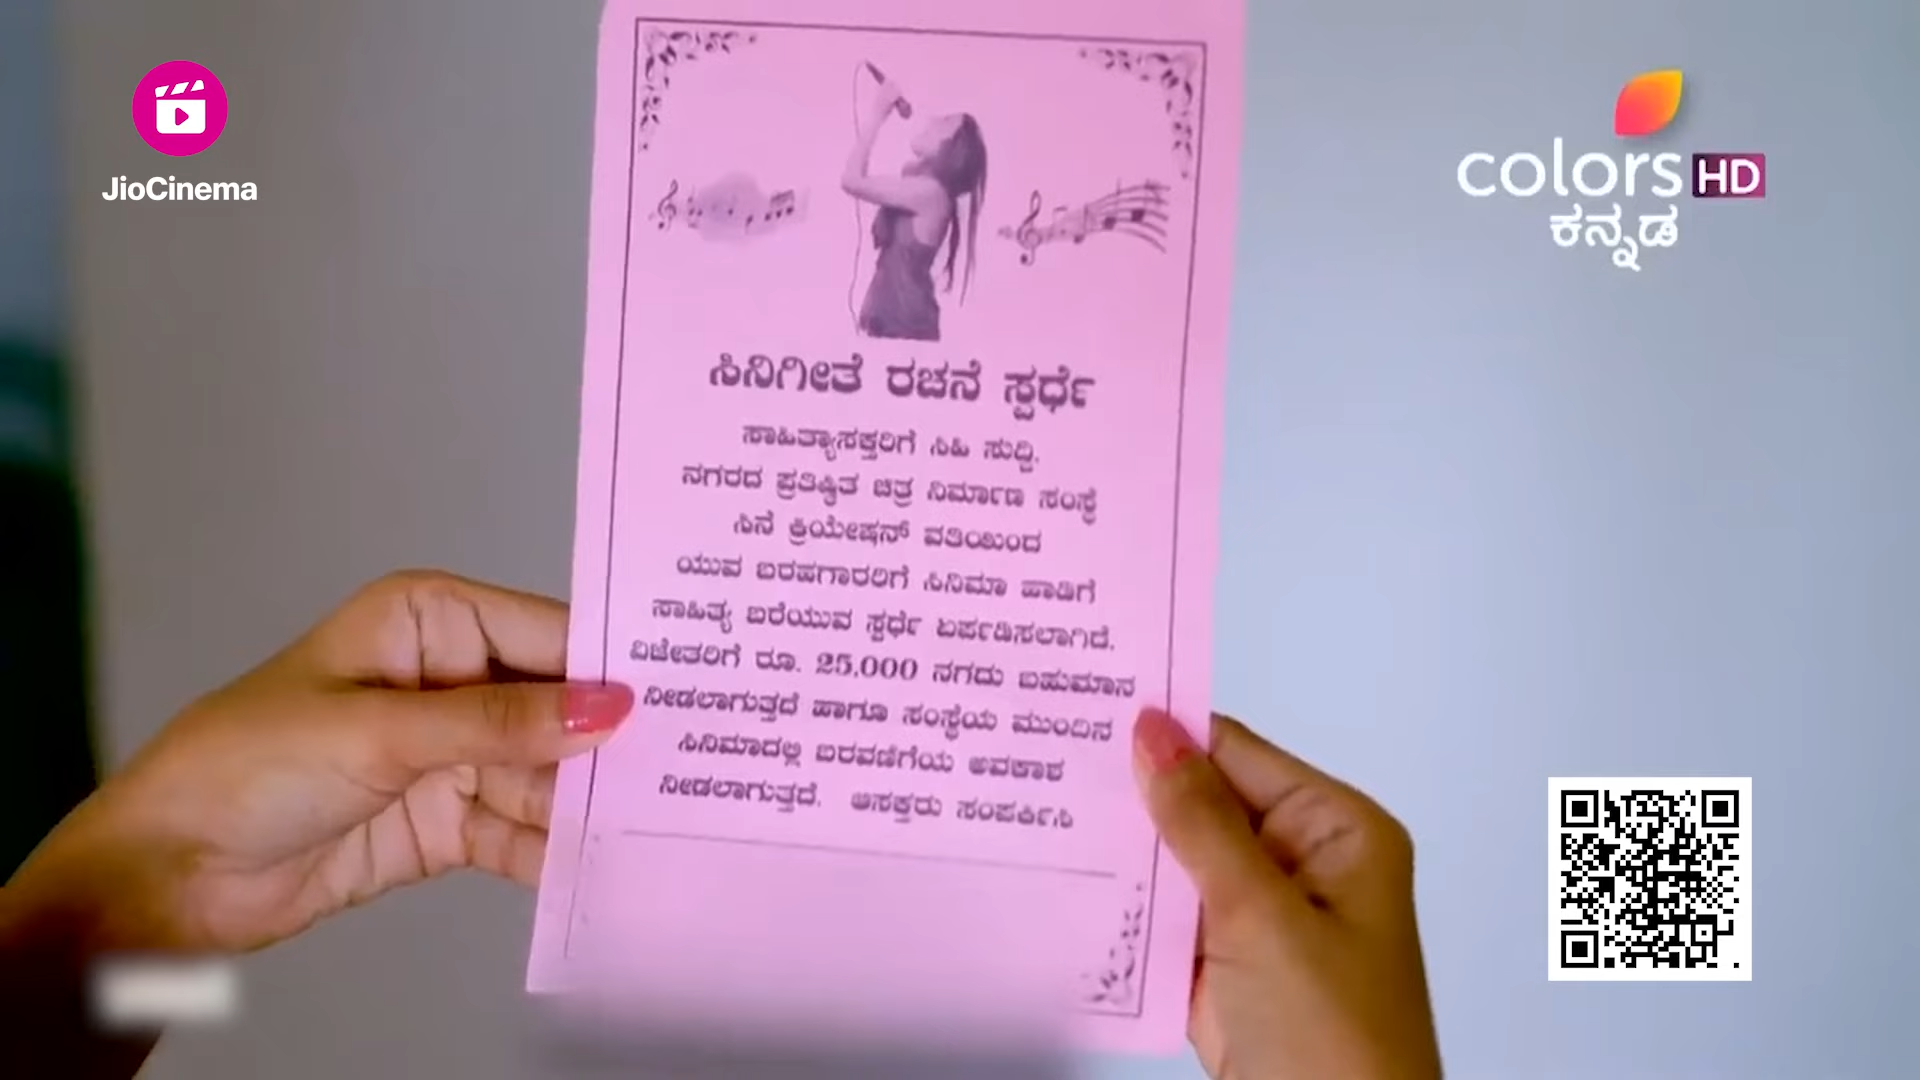 JioCinema
colors HD
ಕನ್ನಡ
ಸಿನಿಗೀತೆ ರಚನೆ ಸ್ಪರ್ಧೆ
ಸಾಹಿತ್ಯಾಸಕ್ತರಿಗೆ ಸಿಹಿ ಸುದ್ದಿ.
ನಗರದ ಪ್ರತಿಷ್ಠಿತ ಚಿತ್ರ ನಿರ್ಮಾಣ ಸಂಸ್ಥೆ
ಸಿನೆ ಕ್ರಿಯೇಷನ್ ವತಿಯಿಂದ
ಯುವ ಬರಹಗಾರರಿಗೆ ಸಿನಿಮಾ ಹಾಡಿಗೆ
ಸಾಹಿತ್ಯ ಬರೆಯುವ ಸ್ಪರ್ಧೆ ಏರ್ಪಡಿಸಲಾಗಿದೆ.
ವಿಜೇತರಿಗೆ ರೂ. 25,000 ನಗದು ಬಹುಮಾನ
ನೀಡಲಾಗುತ್ತದೆ ಹಾಗೂ ಸಂಸ್ಥೆಯ ಮುಂದಿನ
ಸಿನಿಮಾದಲ್ಲಿ ಬರವಣಿಗೆಯ ಅವಕಾಶ
ನೀಡಲಾಗುತ್ತದೆ. ಆಸಕ್ತರು ಸಂಪರ್ಕಿಸಿ